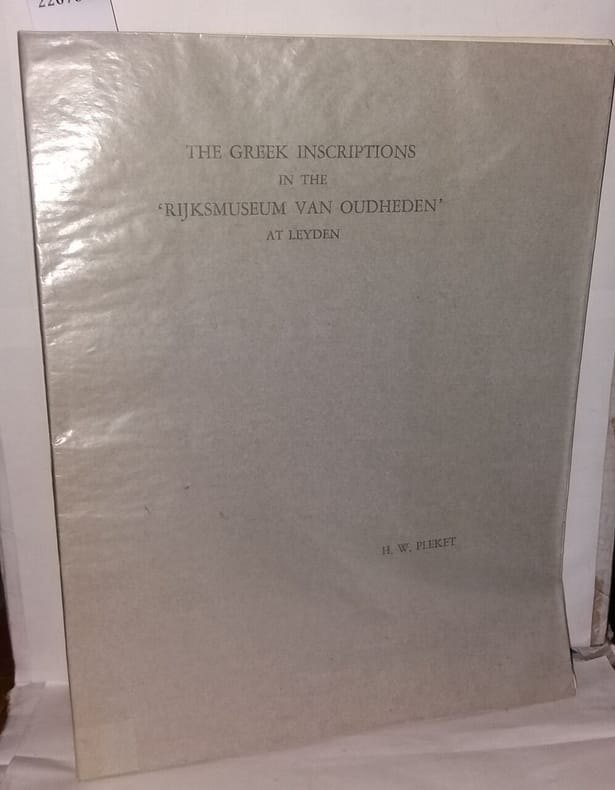 THE GREEK INSCRIPTIONS
IN THE
‘RIJKSMUSEUM VAN OUDHEDEN’
AT LEYDEN
H. W. PLEKET